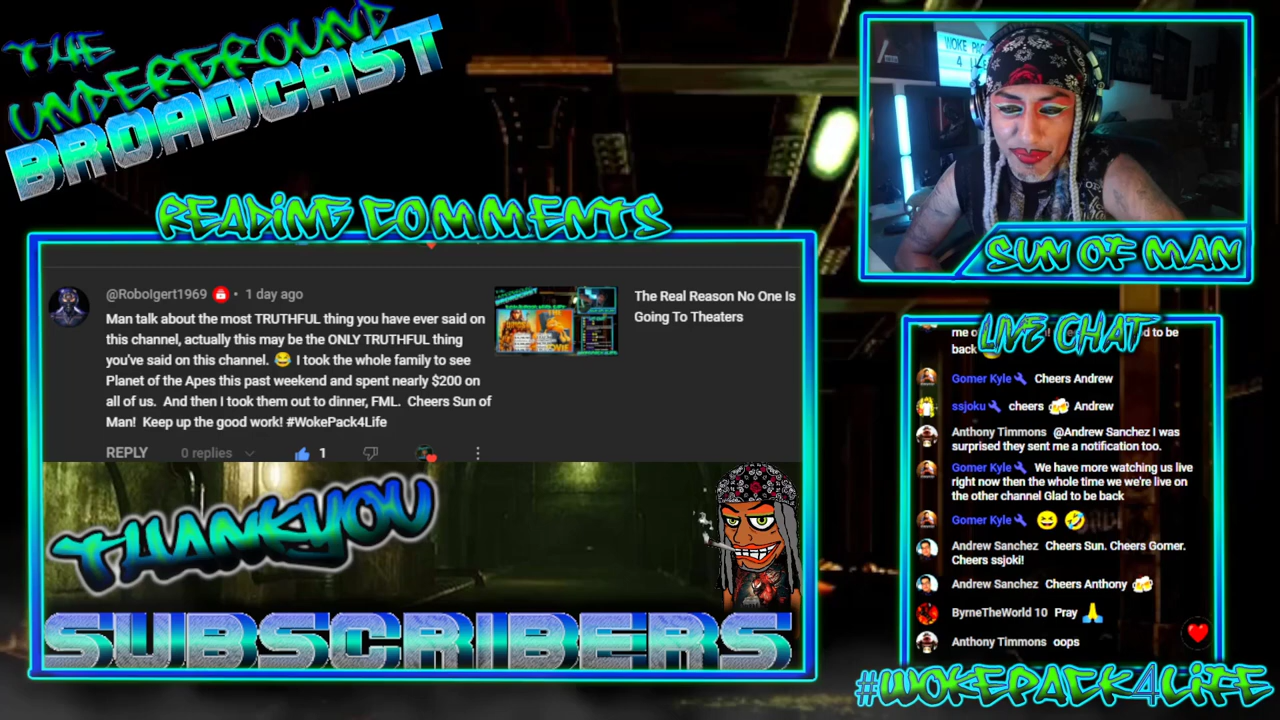 THE
UNDERGROUND
BROADCAST
READING COMMENTS
@RoboIgert1969 • 1 day ago
Man talk about the most TRUTHFUL thing you have ever said on
this channel, actually this may be the ONLY TRUTHFUL thing
you've said on this channel. 😂 I took the whole family to see
Planet of the Apes this past weekend and spent nearly $200 on
all of us. And then I took them out to dinner, FML. Cheers Sun of
Man! Keep up the good work! #WokePack4Life
REPLY 0 replies 1
The Real Reason No One Is
Going To Theaters
THANKYOU
SUBSCRIBERS
WOKE PACK
4 LIFE
SUN OF MAN
LIVE CHAT
d to be
back
Gomer Kyle Cheers Andrew
ssjoku cheers 🍻 Andrew
Anthony Timmons @Andrew Sanchez I was
surprised they sent me a notification too.
Gomer Kyle We have more watching us live
right now then the whole time we we're live on
the other channel Glad to be back
Gomer Kyle 😆 🤣
Andrew Sanchez Cheers Sun. Cheers Gomer.
Cheers ssjoki!
Andrew Sanchez Cheers Anthony 🍻
ByrneTheWorld 10 Pray 🙏
Anthony Timmons oops
#WOKEPACK4LIFE